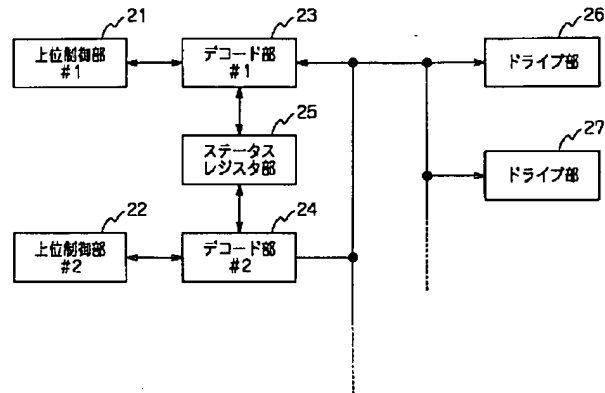 21
上位制御部
#1
23
デコード部
#1
26
ドライブ部
25
ステータス
レジスタ部
27
ドライブ部
22
上位制御部
#2
24
デコード部
#2